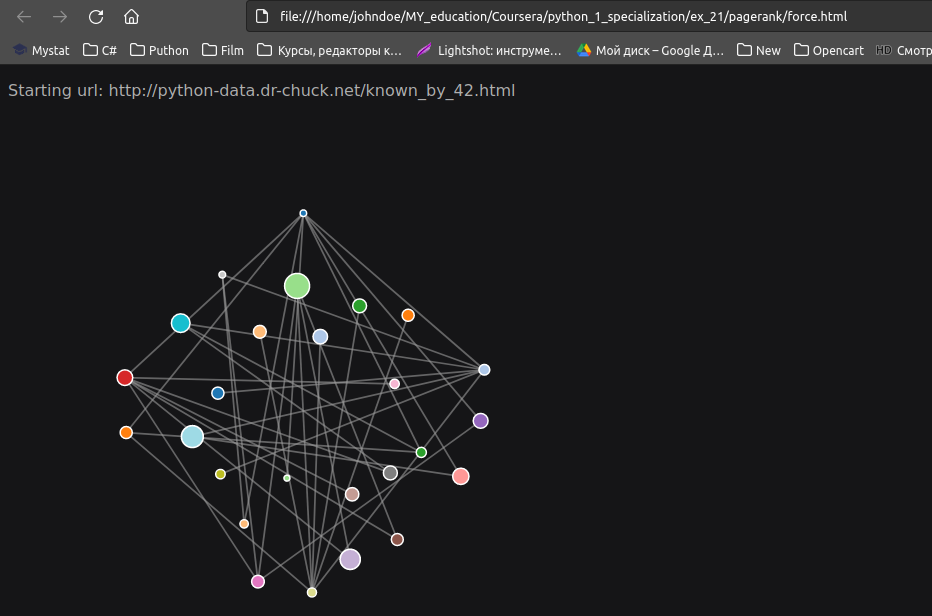 file:///home/johndoe/MY_education/Coursera/python_1_specialization/ex_21/pagerank/force.html
Mystat C# Puthon Film Курсы, редакторы к... Lightshot: инструме... Мой диск – Google Д... New Opencart HD Смотр
Starting url: http://python-data.dr-chuck.net/known_by_42.html